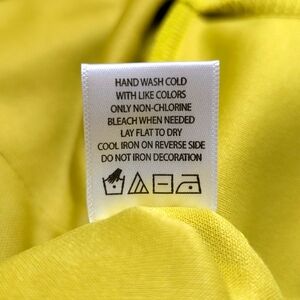 HAND WASH COLD
WITH LIKE COLORS
ONLY NON-CHLORINE
BLEACH WHEN NEEDED
LAY FLAT TO DRY
COOL IRON ON REVERSE SIDE
DO NOT IRON DECORATION